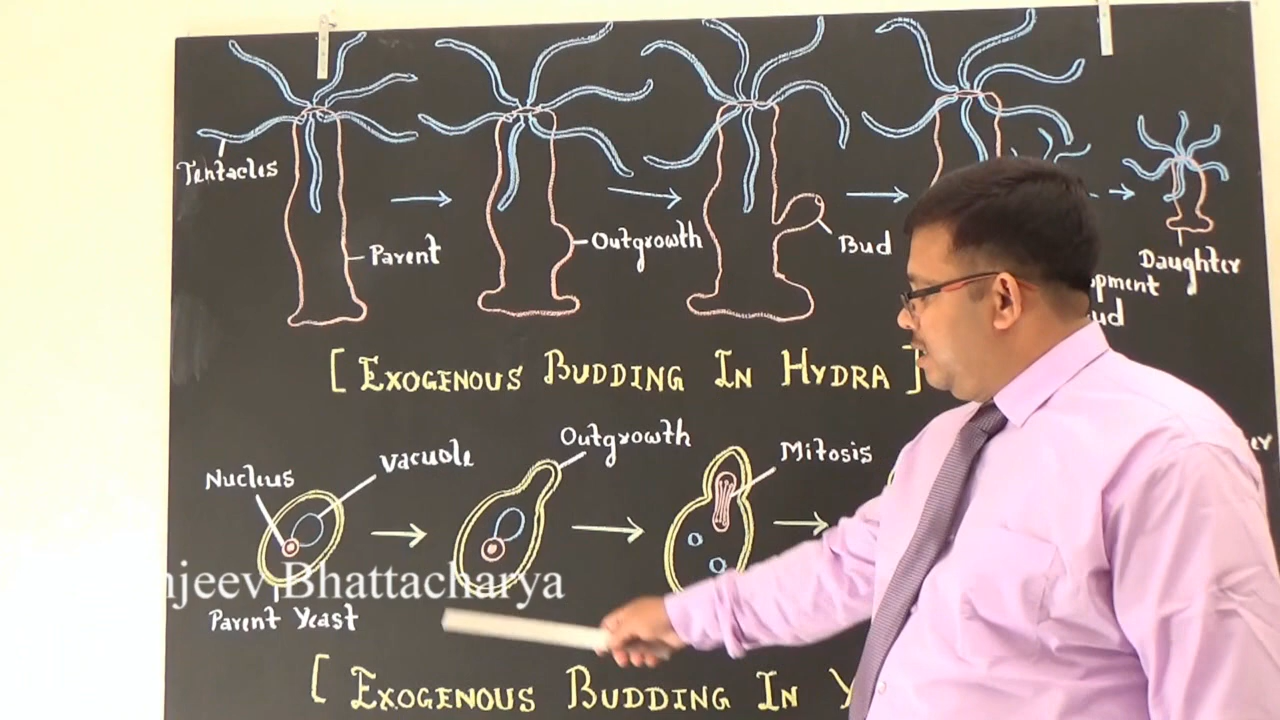 Tentacles
Parent
Outgrowth
Bud
Daughter
opment
ud
[ EXOGENOUS BUDDING IN HYDRA ]
Nucleus
Vacuole
Outgrowth
Mitosis
er
njeev Bhattacharya
Parent Yeast
[ EXOGENOUS BUDDING IN Y